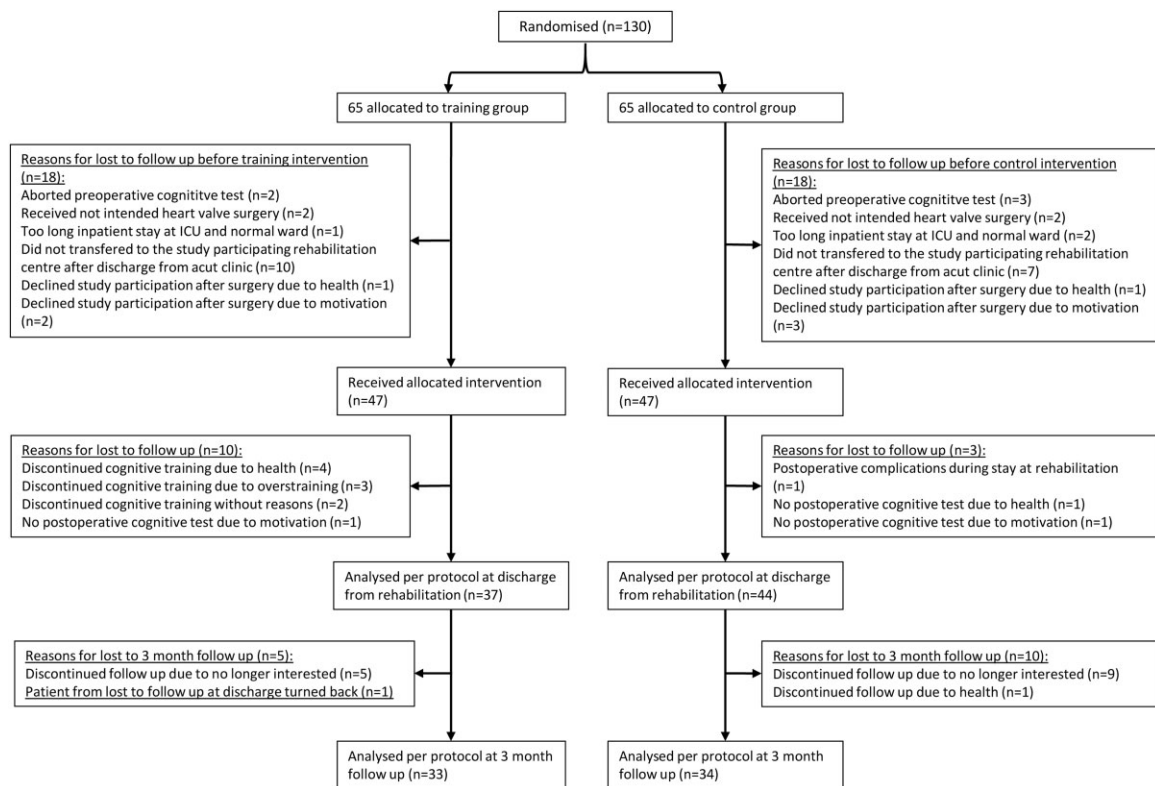 Randomised (n=130)
65 allocated to training group
65 allocated to control group
Reasons for lost to follow up before training intervention
(n=18):
Aborted preoperative cognititve test (n=2)
Received not intended heart valve surgery (n=2)
Too long inpatient stay at ICU and normal ward (n=1)
Did not transfered to the study participating rehabilitation
centre after discharge from acut clinic (n=10)
Declined study participation after surgery due to health (n=1)
Declined study participation after surgery due to motivation
(n=2)
Reasons for lost to follow up before control intervention
(n=18):
Aborted preoperative cognititve test (n=3)
Received not intended heart valve surgery (n=2)
Too long inpatient stay at ICU and normal ward (n=2)
Did not transfered to the study participating rehabilitation
centre after discharge from acut clinic (n=7)
Declined study participation after surgery due to health (n=1)
Declined study participation after surgery due to motivation
(n=3)
Received allocated intervention
(n=47)
Received allocated intervention
(n=47)
Reasons for lost to follow up (n=10):
Discontinued cognitive training due to health (n=4)
Discontinued cognitive training due to overstraining (n=3)
Discontinued cognitive training without reasons (n=2)
No postoperative cognitive test due to motivation (n=1)
Reasons for lost to follow up (n=3):
Postoperative complications during stay at rehabilitation
(n=1)
No postoperative cognitive test due to health (n=1)
No postoperative cognitive test due to motivation (n=1)
Analysed per protocol at discharge
from rehabilitation (n=37)
Analysed per protocol at discharge
from rehabilitation (n=44)
Reasons for lost to 3 month follow up (n=5):
Discontinued follow up due to no longer interested (n=5)
Patient from lost to follow up at discharge turned back (n=1)
Reasons for lost to 3 month follow up (n=10):
Discontinued follow up due to no longer interested (n=9)
Discontinued follow up due to health (n=1)
Analysed per protocol at 3 month
follow up (n=33)
Analysed per protocol at 3 month
follow up (n=34)